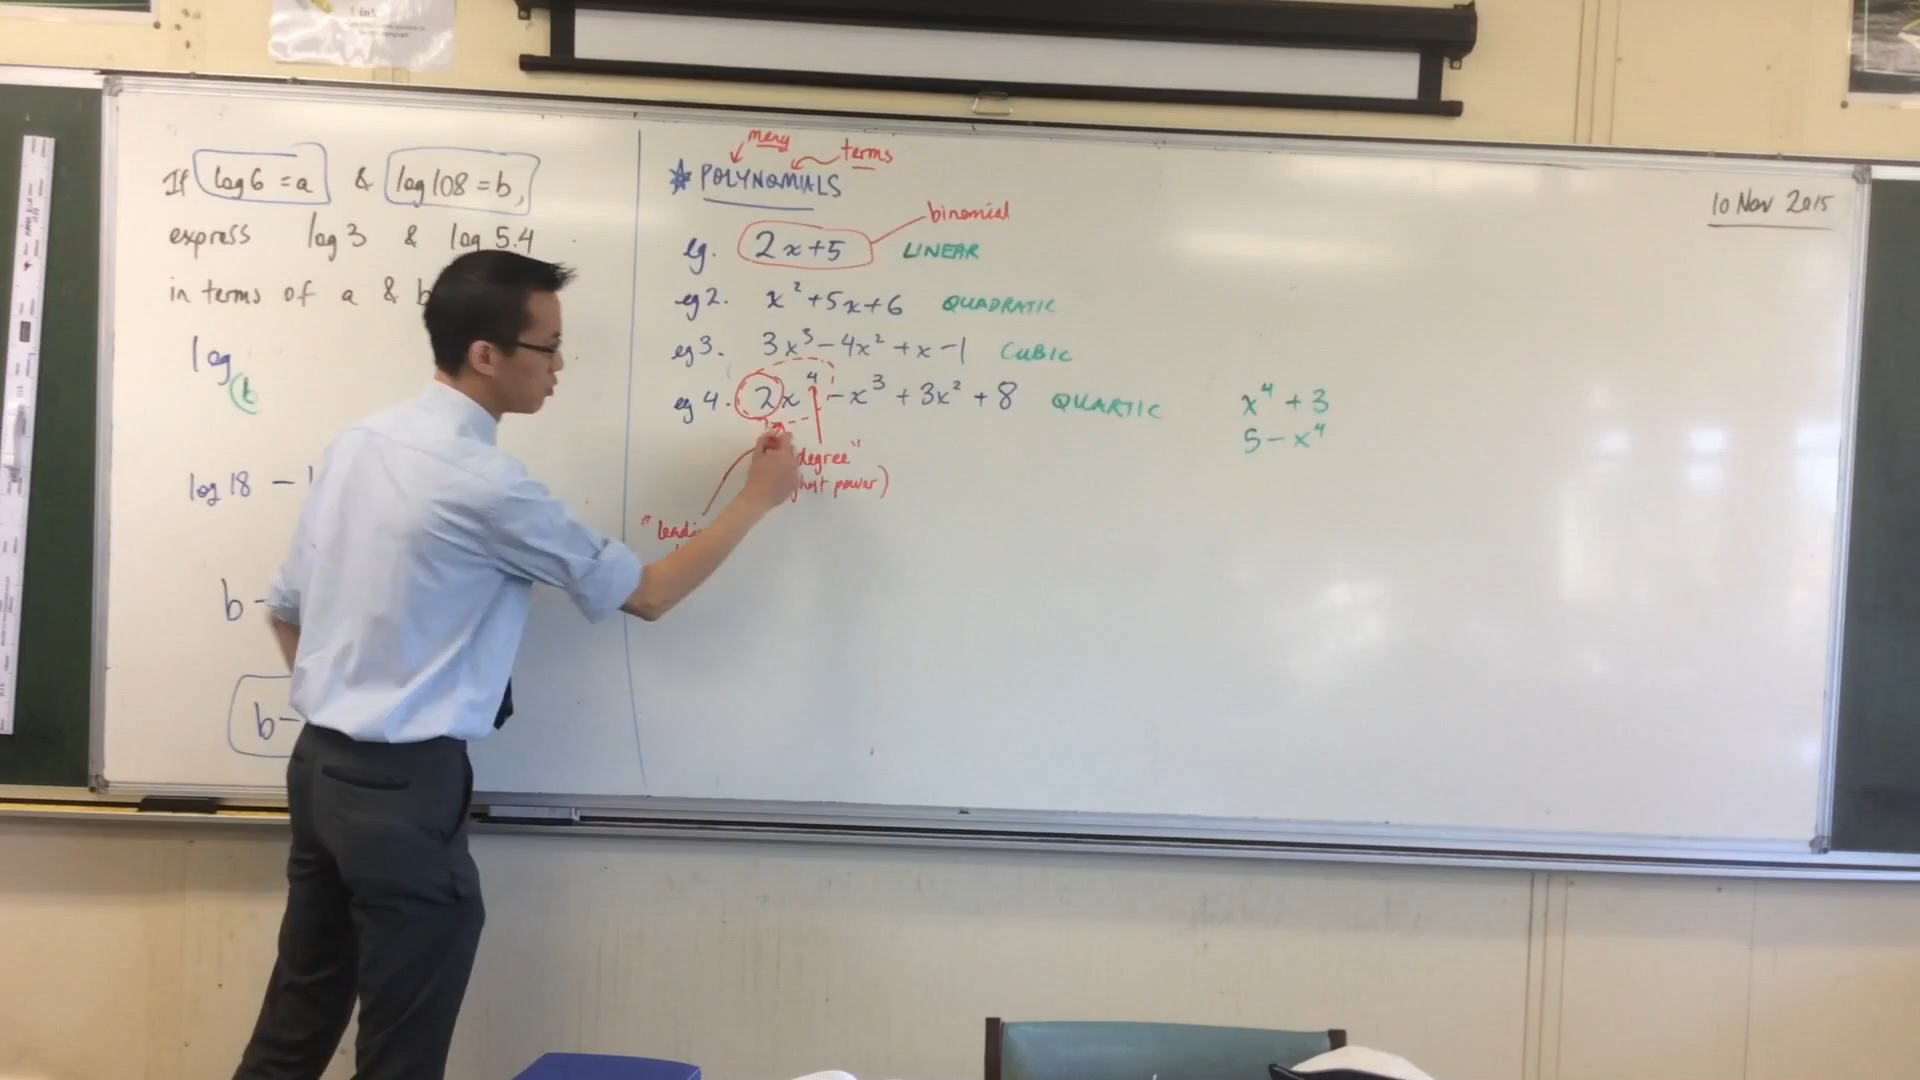 If log 6 = a & log 108 = b,
express log 3 & log 5.4
in terms of a & b
log
log 18 –
b –
b –
many
terms
* POLYNOMIALS
binomial
eg. 2x+5 LINEAR
eg 2. x² + 5x + 6 QUADRATIC
eg 3. 3x³ – 4x² + x – 1 CUBIC
eg 4. 2x⁴ – x³ + 3x² + 8 QUARTIC
degree"
power)
x⁴ + 3
5 – x⁴
10 Nov 2015